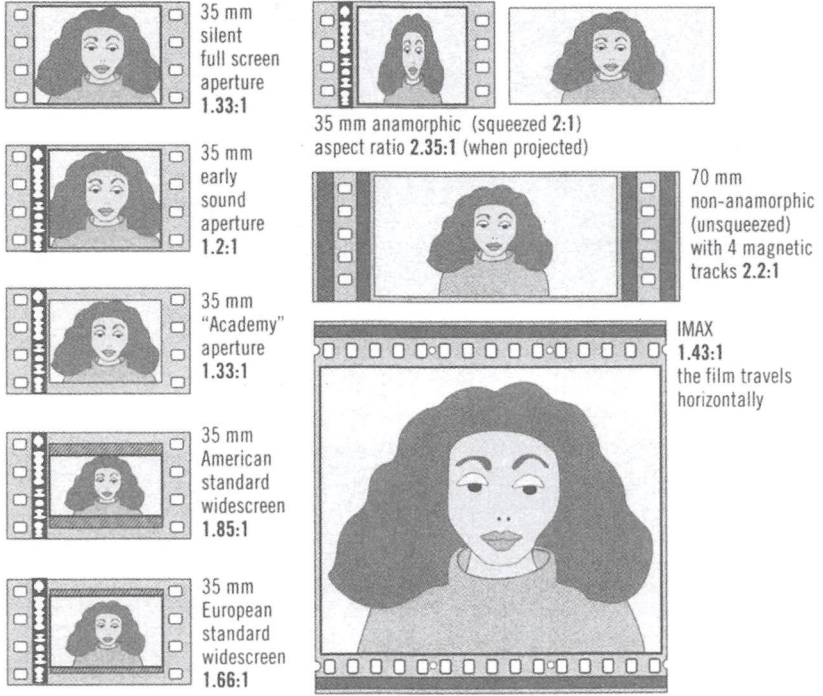 35 mm
silent
full screen
aperture
1.33:1
35 mm
early
sound
aperture
1.2:1
35 mm
“Academy”
aperture
1.33:1
35 mm
American
standard
widescreen
1.85:1
35 mm
European
standard
widescreen
1.66:1
35 mm anamorphic (squeezed 2:1)
aspect ratio 2.35:1 (when projected)
70 mm
non-anamorphic
(unsqueezed)
with 4 magnetic
tracks 2.2:1
IMAX
1.43:1
the film travels
horizontally